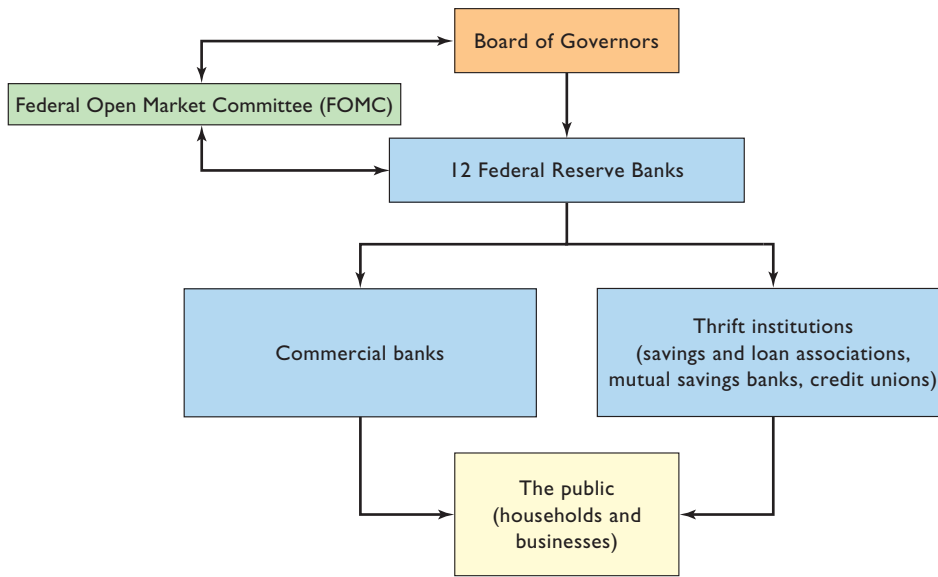 Board of Governors
Federal Open Market Committee (FOMC)
12 Federal Reserve Banks
Commercial banks
Thrift institutions
(savings and loan associations,
mutual savings banks, credit unions)
The public
(households and
businesses)